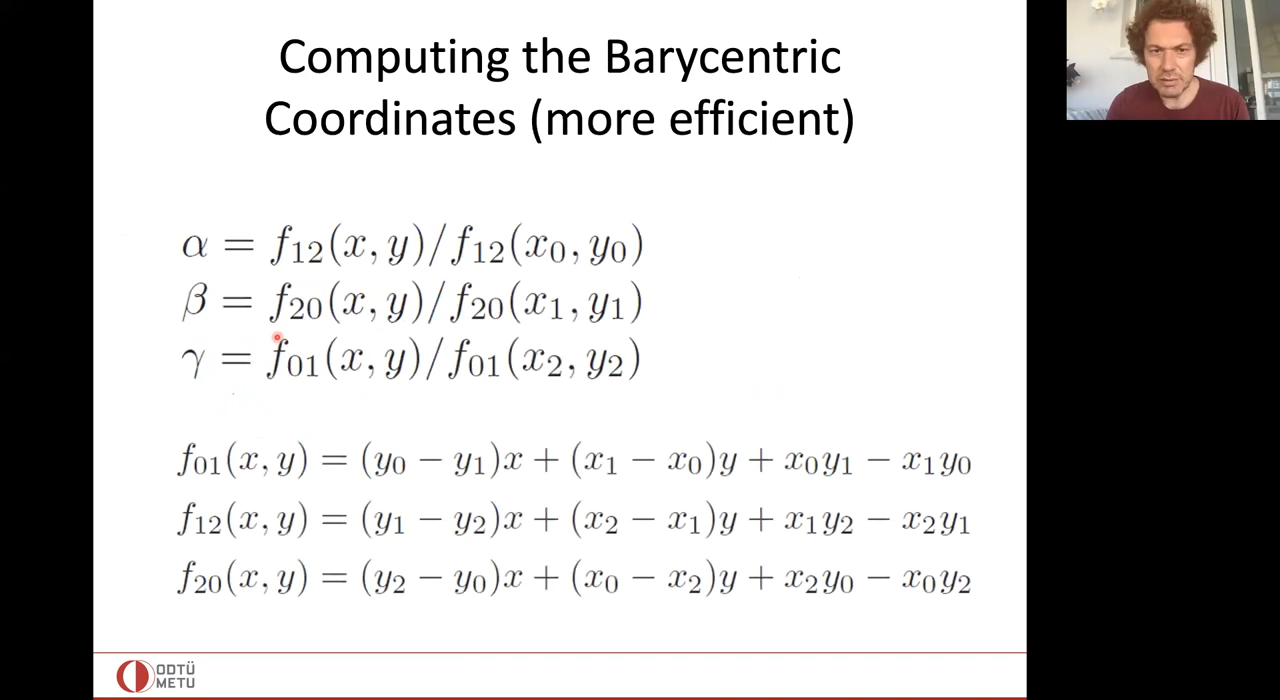 Computing the Barycentric
Coordinates (more efficient)
α = f₁₂(x, y)/f₁₂(x₀, y₀)
β = f₂₀(x, y)/f₂₀(x₁, y₁)
γ = f₀₁(x, y)/f₀₁(x₂, y₂)
f₀₁(x, y) = (y₀ − y₁)x + (x₁ − x₀)y + x₀y₁ − x₁y₀
f₁₂(x, y) = (y₁ − y₂)x + (x₂ − x₁)y + x₁y₂ − x₂y₁
f₂₀(x, y) = (y₂ − y₀)x + (x₀ − x₂)y + x₂y₀ − x₀y₂
ODTÜ
METU